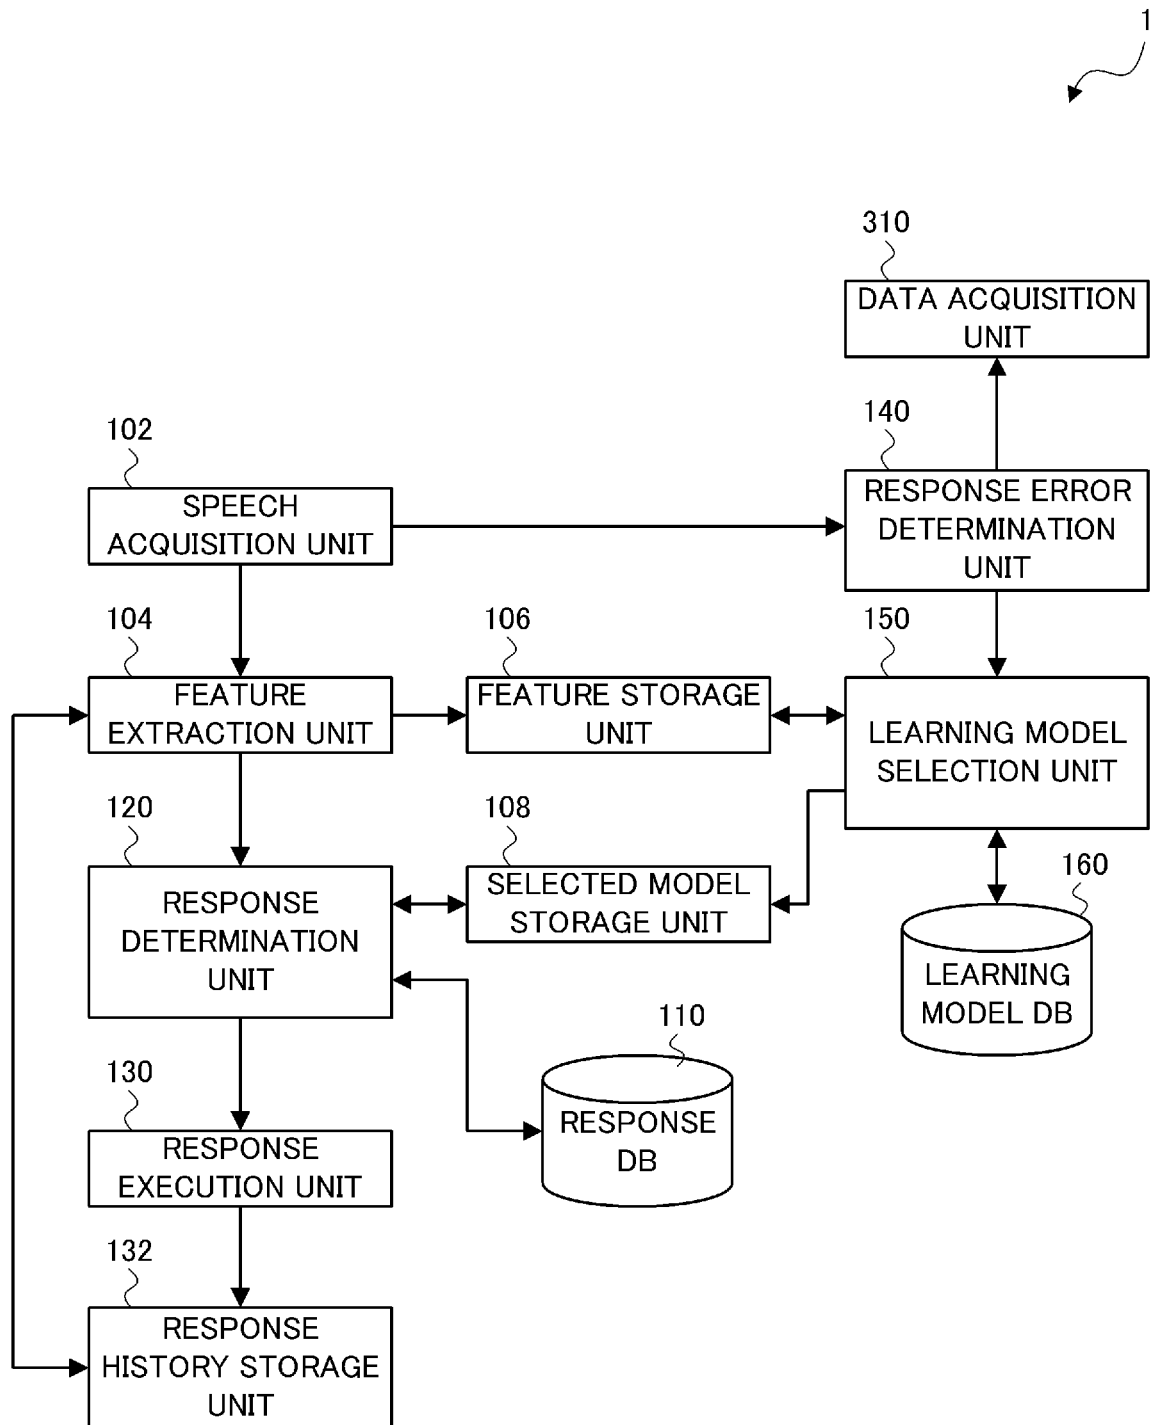 1
310
DATA ACQUISITION
UNIT
102
140
SPEECH
ACQUISITION UNIT
RESPONSE ERROR
DETERMINATION
UNIT
104
106
150
FEATURE
EXTRACTION UNIT
FEATURE STORAGE
UNIT
LEARNING MODEL
SELECTION UNIT
120
108
160
RESPONSE
DETERMINATION
UNIT
SELECTED MODEL
STORAGE UNIT
LEARNING
MODEL DB
110
RESPONSE
DB
130
RESPONSE
EXECUTION UNIT
132
RESPONSE
HISTORY STORAGE
UNIT